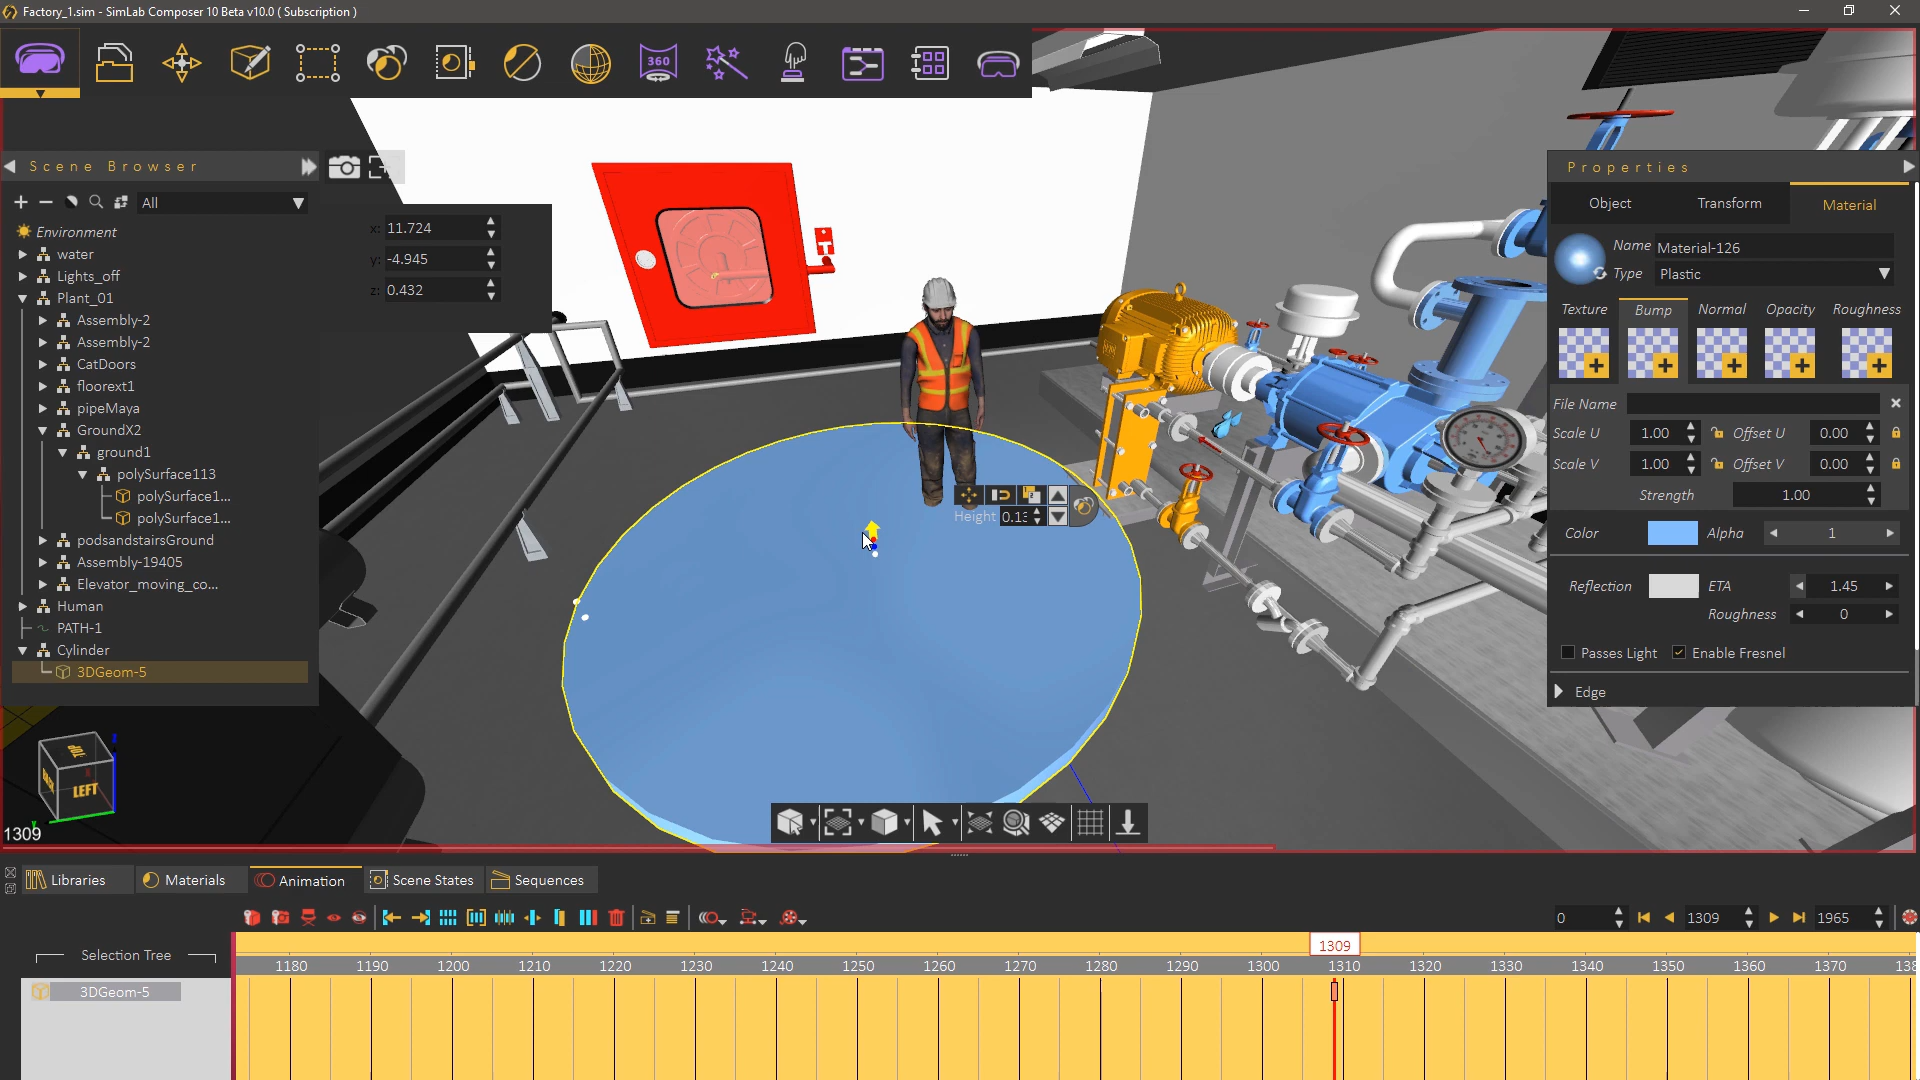 Factory_1.sim - SimLab Composer 10 Beta v10.0 ( Subscription )
360
Scene Browser
All
Environment
water
Lights_off
Plant_01
Assembly-2
Assembly-2
CatDoors
floorext1
pipeMaya
GroundX2
ground1
polySurface113
polySurface1...
polySurface1...
podsandstairsGround
Assembly-19405
Elevator_moving_co...
Human
PATH-1
Cylinder
3DGeom-5
x: 11.724
y: -4.945
z: 0.432
Height 0.13
Properties
Object Transform Material
Name Material-126
Type Plastic
Texture Bump Normal Opacity Roughness
File Name
Scale U 1.00 Offset U 0.00
Scale V 1.00 Offset V 0.00
Strength 1.00
Color Alpha 1
Reflection ETA 1.45
Roughness 0
Passes Light Enable Fresnel
Edge
TOP
LEFT
1309
Libraries Materials Animation Scene States Sequences
0 1309 1965
Selection Tree
1309
1180 1190 1200 1210 1220 1230 1240 1250 1260 1270 1280 1290 1300 1310 1320 1330 1340 1350 1360 1370
3DGeom-5